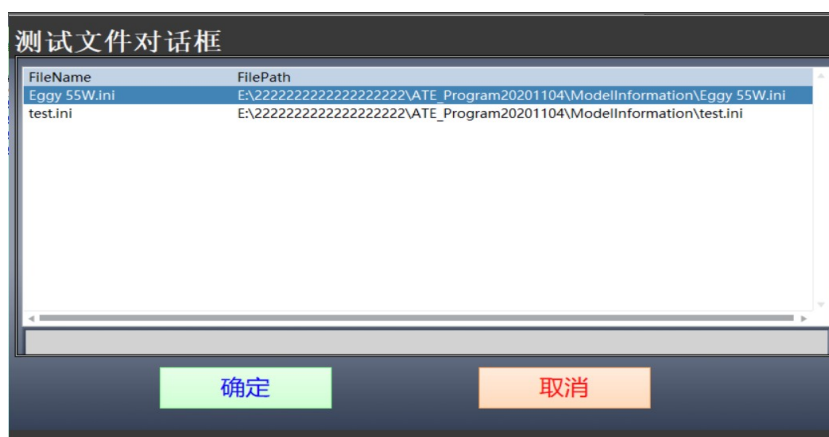 测试文件对话框
FileName FilePath
Eggy 55W.ini E:\2222222222222222222\ATE_Program20201104\ModelInformation\Eggy 55W.ini
test.ini E:\2222222222222222222\ATE_Program20201104\ModelInformation\test.ini
确定 取消